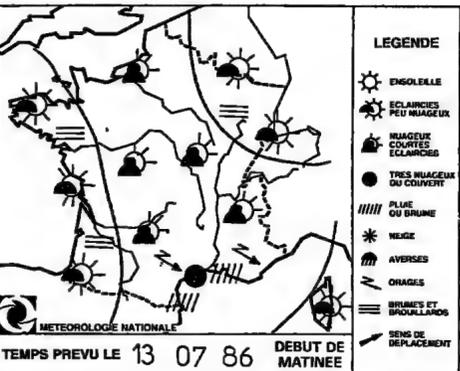 LEGENDE
ENSOLEILLE
ECLAIRCIES
PEU NUAGEUX
NUAGEUX
COURTES
ECLAIRCIES
TRES NUAGEUX
OU COUVERT
PLUIE
OU BRUME
NEIGE
AVERSES
ORAGES
BRUMES ET
BROUILLARDS
SENS DE
DEPLACEMENT
METEOROLOGIE NATIONALE
TEMPS PREVU LE 13 07 86 DEBUT DE
MATINEE